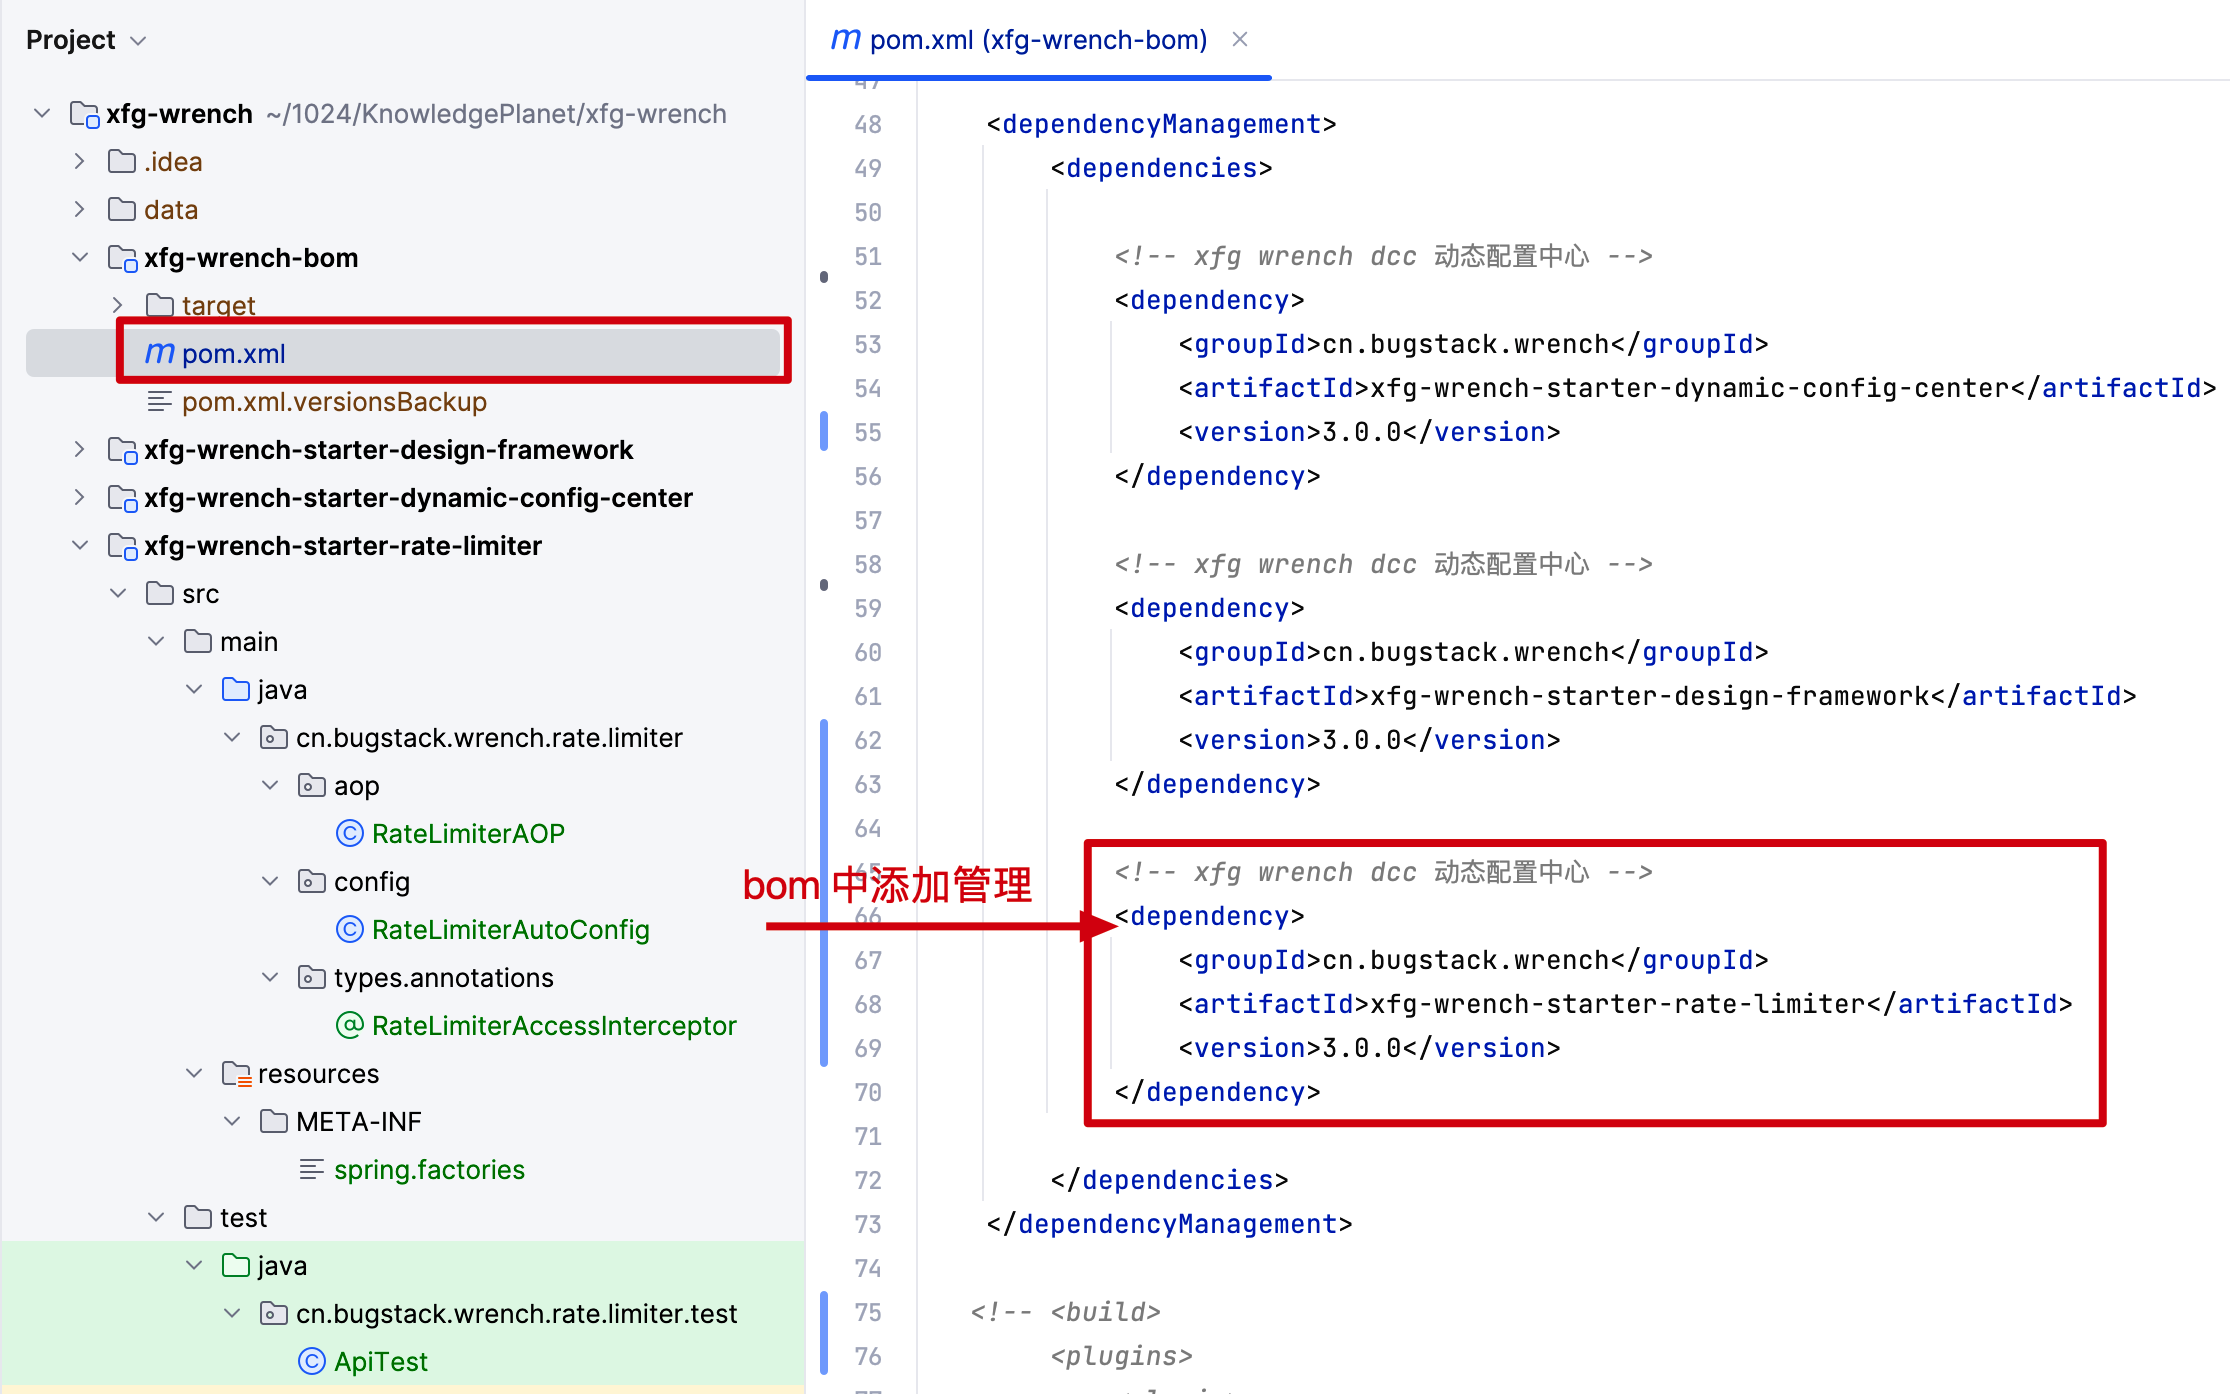 Project
xfg-wrench ~/1024/KnowledgePlanet/xfg-wrench
.idea
data
xfg-wrench-bom
target
pom.xml
pom.xml.versionsBackup
xfg-wrench-starter-design-framework
xfg-wrench-starter-dynamic-config-center
xfg-wrench-starter-rate-limiter
src
main
java
cn.bugstack.wrench.rate.limiter
aop
RateLimiterAOP
config
RateLimiterAutoConfig
types.annotations
RateLimiterAccessInterceptor
resources
META-INF
spring.factories
test
java
cn.bugstack.wrench.rate.limiter.test
ApiTest
pom.xml (xfg-wrench-bom)
47
48 <dependencyManagement>
49 <dependencies>
50
51 <!-- xfg wrench dcc 动态配置中心 -->
52 <dependency>
53 <groupId>cn.bugstack.wrench</groupId>
54 <artifactId>xfg-wrench-starter-dynamic-config-center</artifactId>
55 <version>3.0.0</version>
56 </dependency>
57
58 <!-- xfg wrench dcc 动态配置中心 -->
59 <dependency>
60 <groupId>cn.bugstack.wrench</groupId>
61 <artifactId>xfg-wrench-starter-design-framework</artifactId>
62 <version>3.0.0</version>
63 </dependency>
64
65 <!-- xfg wrench dcc 动态配置中心 -->
bom 中添加管理
66 <dependency>
67 <groupId>cn.bugstack.wrench</groupId>
68 <artifactId>xfg-wrench-starter-rate-limiter</artifactId>
69 <version>3.0.0</version>
70 </dependency>
71
72 </dependencies>
73 </dependencyManagement>
74
75 <!-- <build>
76 <plugins>